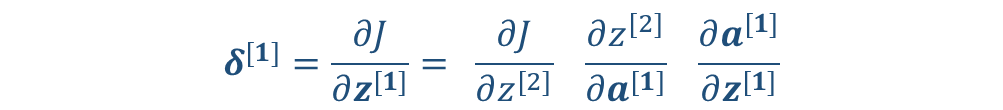 δ^[1] = ∂J/∂z^[1] = ∂J/∂z^[2] ∂z^[2]/∂a^[1] ∂a^[1]/∂z^[1]